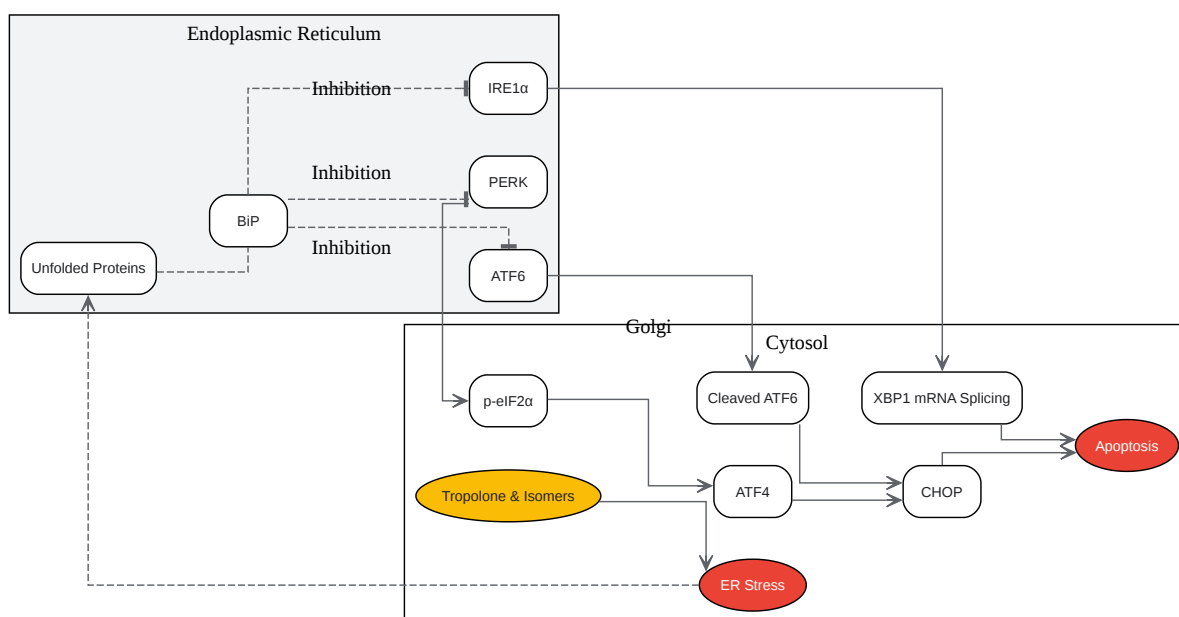 Endoplasmic Reticulum
Inhibition
IRE1α
Inhibition
PERK
BiP
Inhibition
Unfolded Proteins
ATF6
Golgi
Cytosol
p-eIF2α
Cleaved ATF6
XBP1 mRNA Splicing
Apoptosis
Tropolone & Isomers
ATF4
CHOP
ER Stress